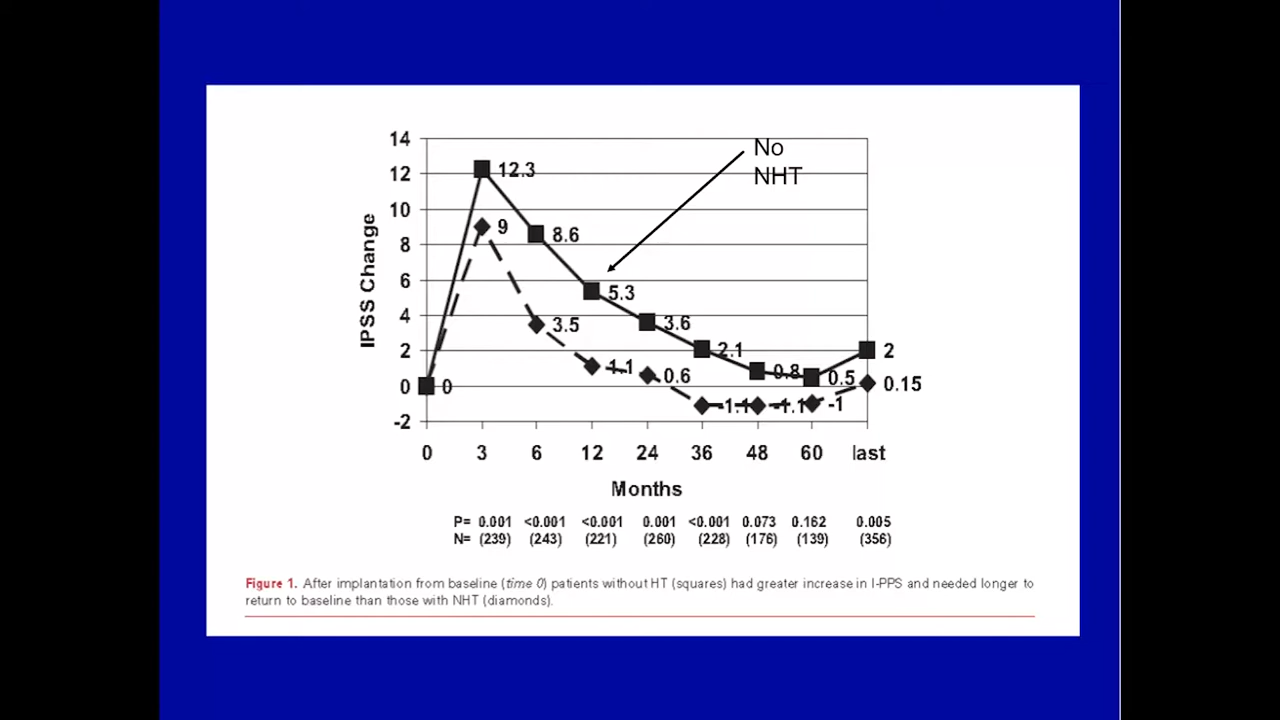 No
NHT
14
12
10
8
6
4
2
0
-2
IPSS Change
12.3
9
8.6
3.5
5.3
1.1
3.6
0.6
2.1
-1.1
0.8
-1.1
0.5
-1
2
0.15
0
0 3 6 12 24 36 48 60 last
Months
P= 0.001 <0.001 <0.001 0.001 <0.001 0.073 0.162 0.005
N= (239) (243) (221) (260) (228) (176) (139) (356)
Figure 1. After implantation from baseline (time 0) patients without HT (squares) had greater increase in I-PPS and needed longer to
return to baseline than those with NHT (diamonds).